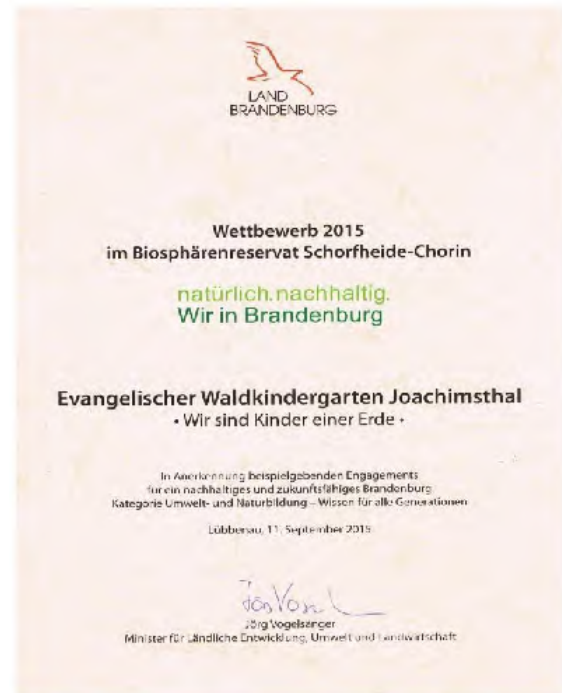 LAND
BRANDENBURG
Wettbewerb 2015
im Biosphärenreservat Schorfheide-Chorin
natürlich.nachhaltig.
Wir in Brandenburg
Evangelischer Waldkindergarten Joachimsthal
• Wir sind Kinder einer Erde •
In Anerkennung beispielgebenden Engagements
für ein nachhaltiges und zukunftsfähiges Brandenburg
Kategorie Umwelt- und Naturbildung – Wissen für alle Generationen
Lübbenau, 11. September 2015
Jörg Vogelsänger
Minister für Ländliche Entwicklung, Umwelt und Landwirtschaft